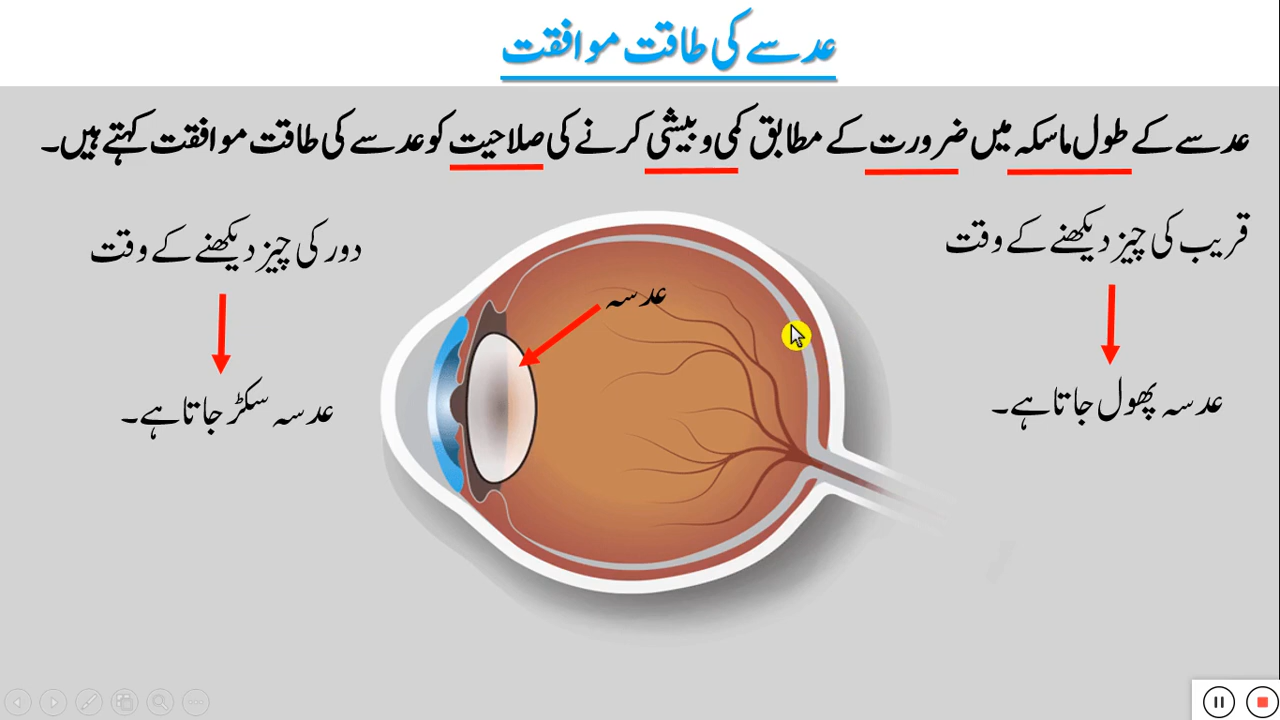 عدسے کی طاقت موافقت
عدسے کے طول ماسکہ میں ضرورت کے مطابق کمی و بیشی کرنے کی صلاحیت کو عدسے کی طاقت موافقت کہتے ہیں۔
قریب کی چیز دیکھنے کے وقت
عدسہ پھول جاتا ہے۔
عدسہ
دور کی چیز دیکھنے کے وقت
عدسہ سکڑ جاتا ہے۔